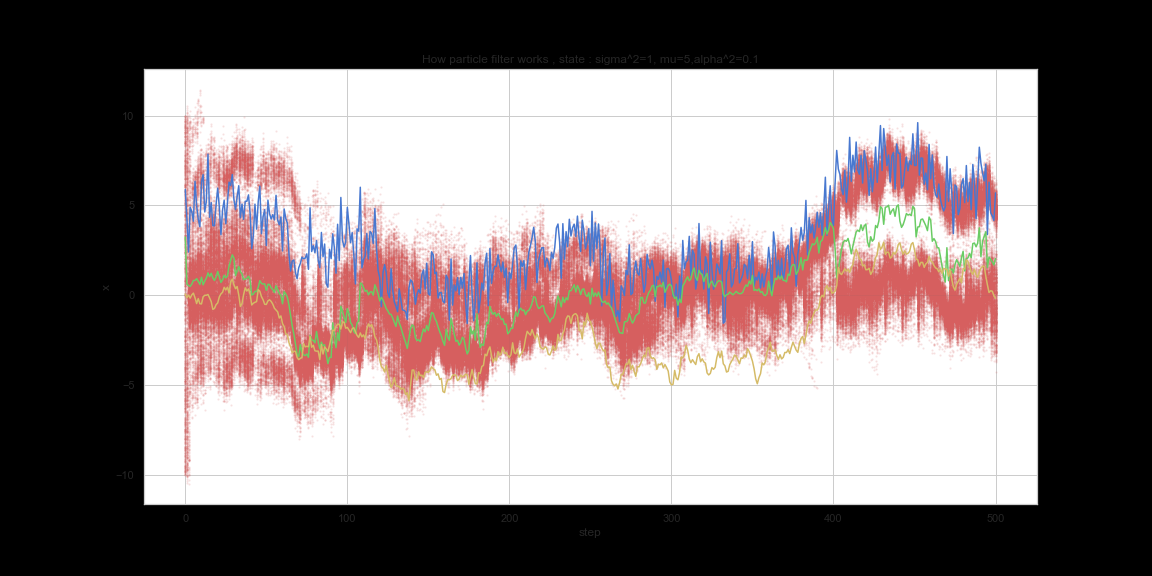 How particle filter works , state : sigma^2=1, mu=5,alpha^2=0.1
10
5
0
−5
−10
x
0 100 200 300 400 500
step